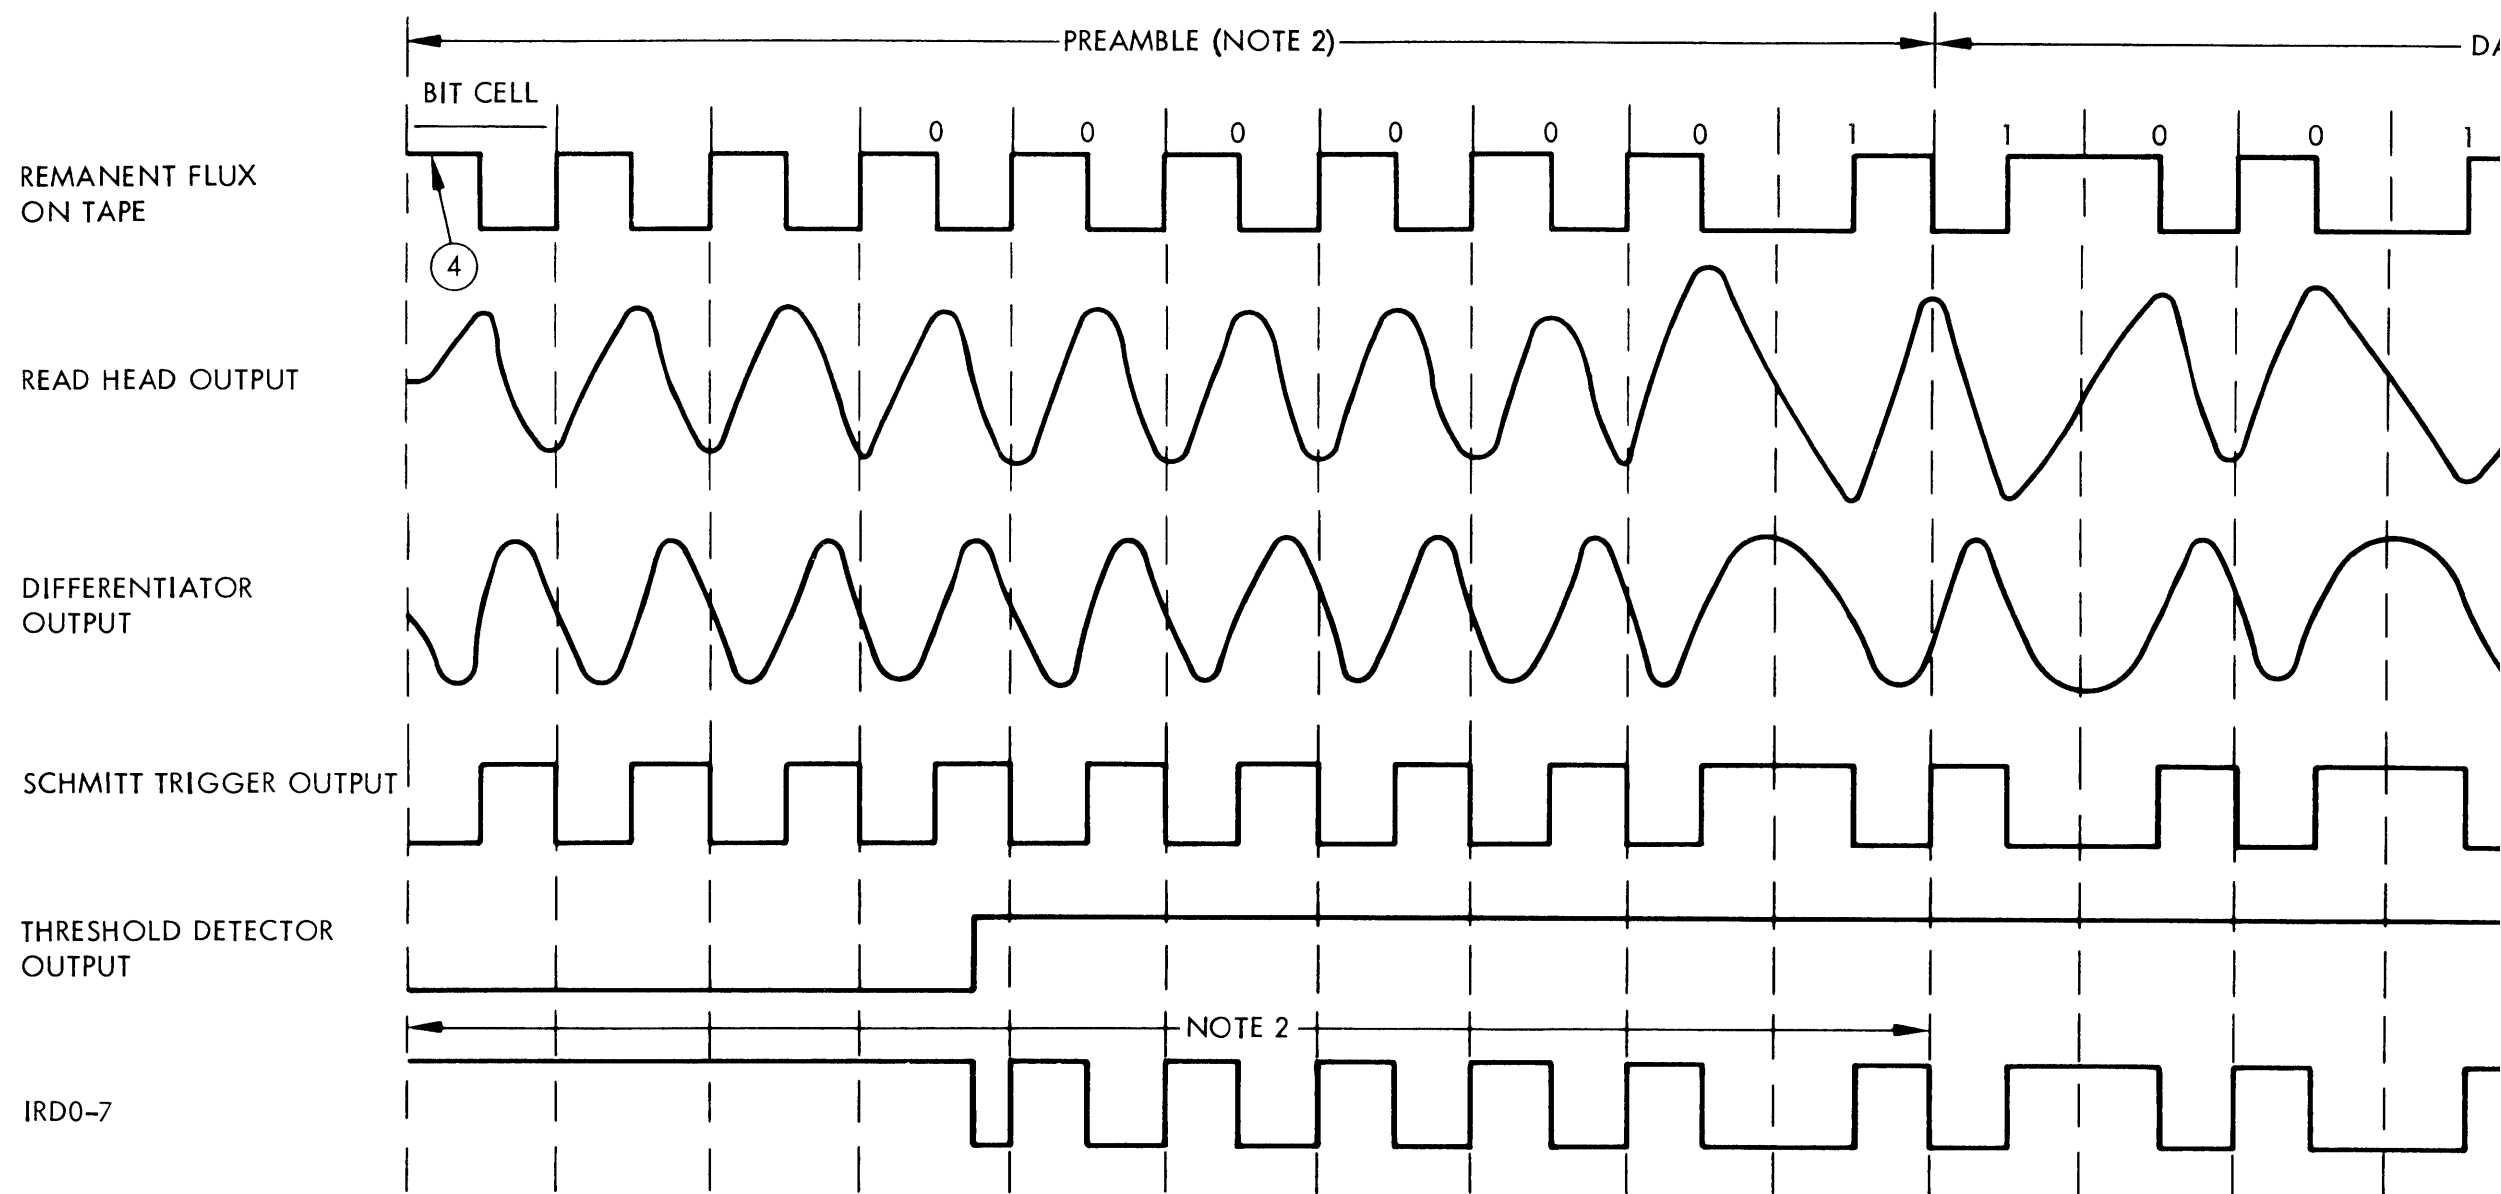 PREAMBLE (NOTE 2)
BIT CELL
0 0 0 0 0 0 1 1 0 0 1
REMANENT FLUX
ON TAPE
4
READ HEAD OUTPUT
DIFFERENTIATOR
OUTPUT
SCHMITT TRIGGER OUTPUT
THRESHOLD DETECTOR
OUTPUT
NOTE 2
IRD0-7